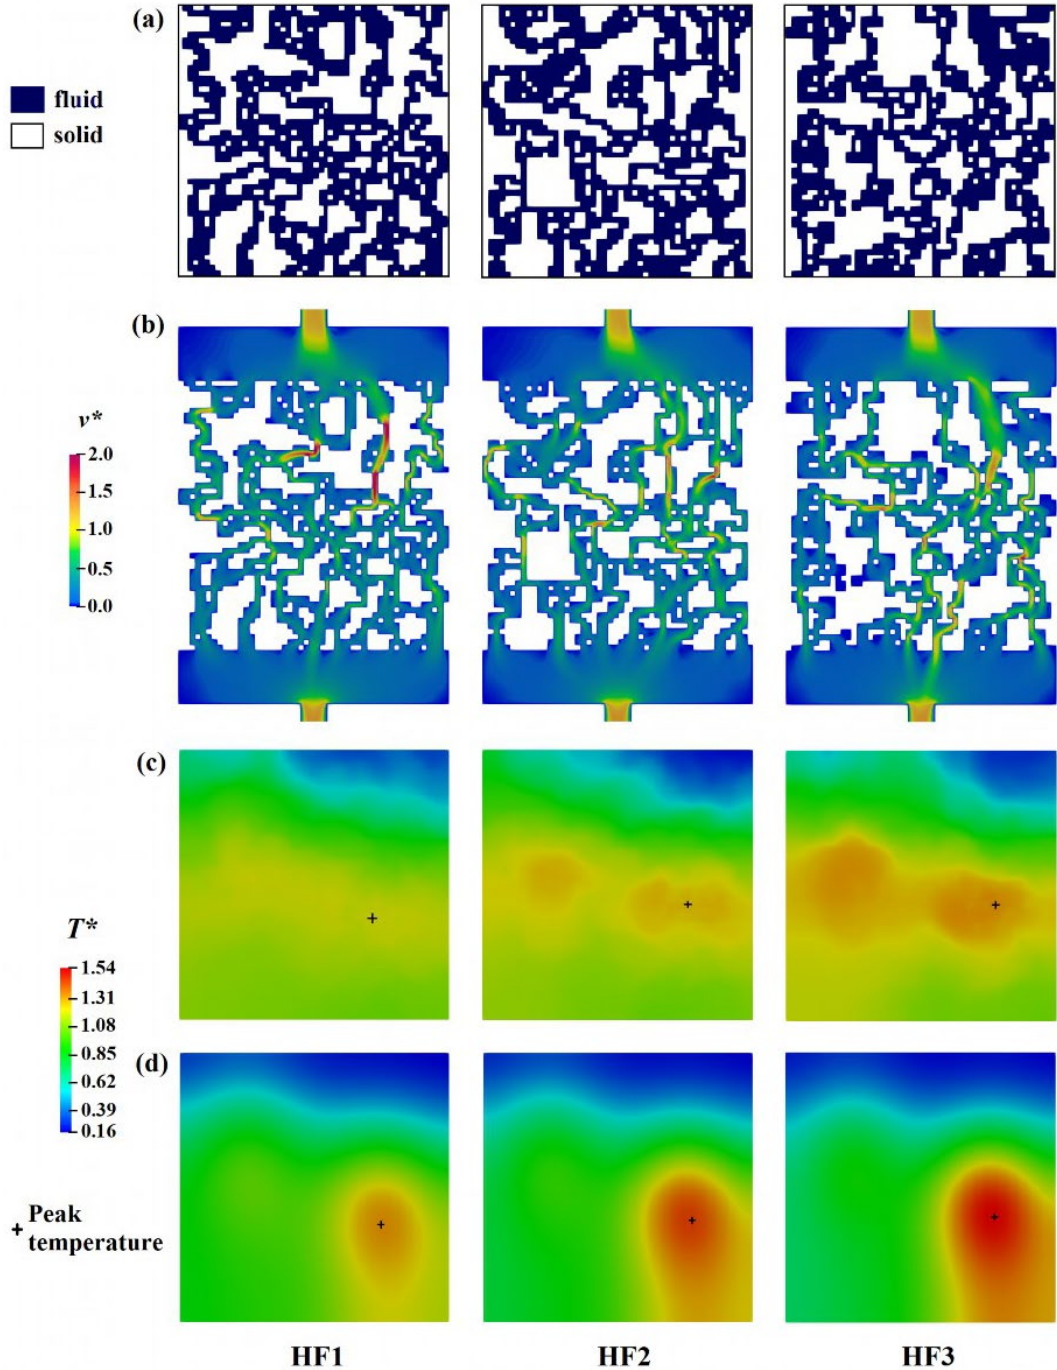 (a)
fluid
solid
(b)
v*
2.0
1.5
1.0
0.5
0.0
(c)
T*
1.54
1.31
1.08
0.85
0.62
0.39
0.16
(d)
+ Peak
temperature
HF1 HF2 HF3